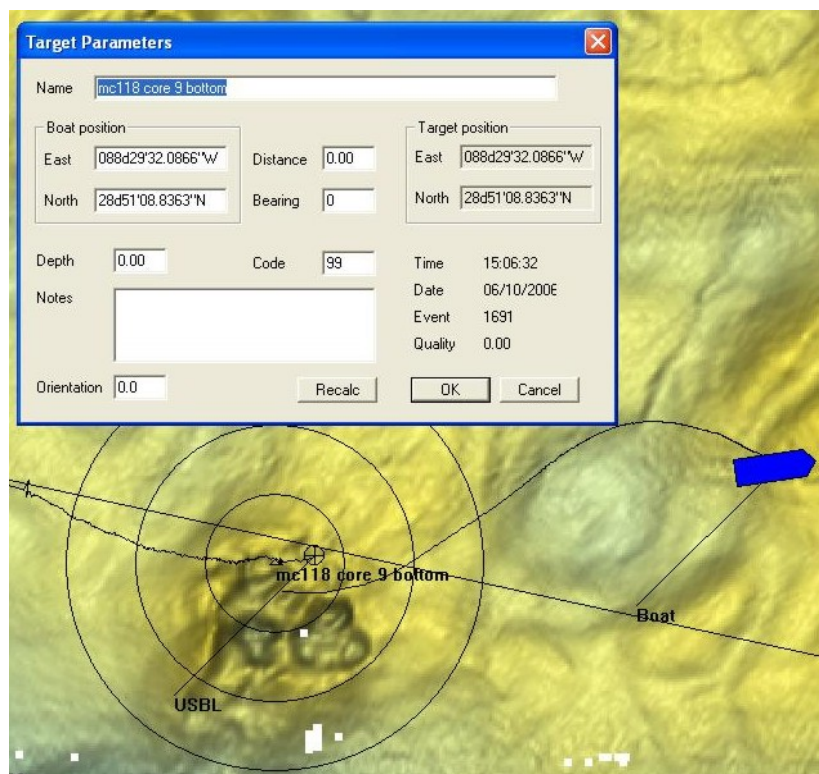 Target Parameters
Name mc118 core 9 bottom
Boat position
Target position
East 088d29'32.0866"W Distance 0.00 East 088d29'32.0866"W
North 28d51'08.8363"N Bearing 0 North 28d51'08.8363"N
Depth 0.00 Code 99 Time 15:06:32
Notes Date 06/10/2006
Event 1691
Quality 0.00
Orientation 0.0 Recalc OK Cancel
mc118 core 9 bottom
Boat
USBL